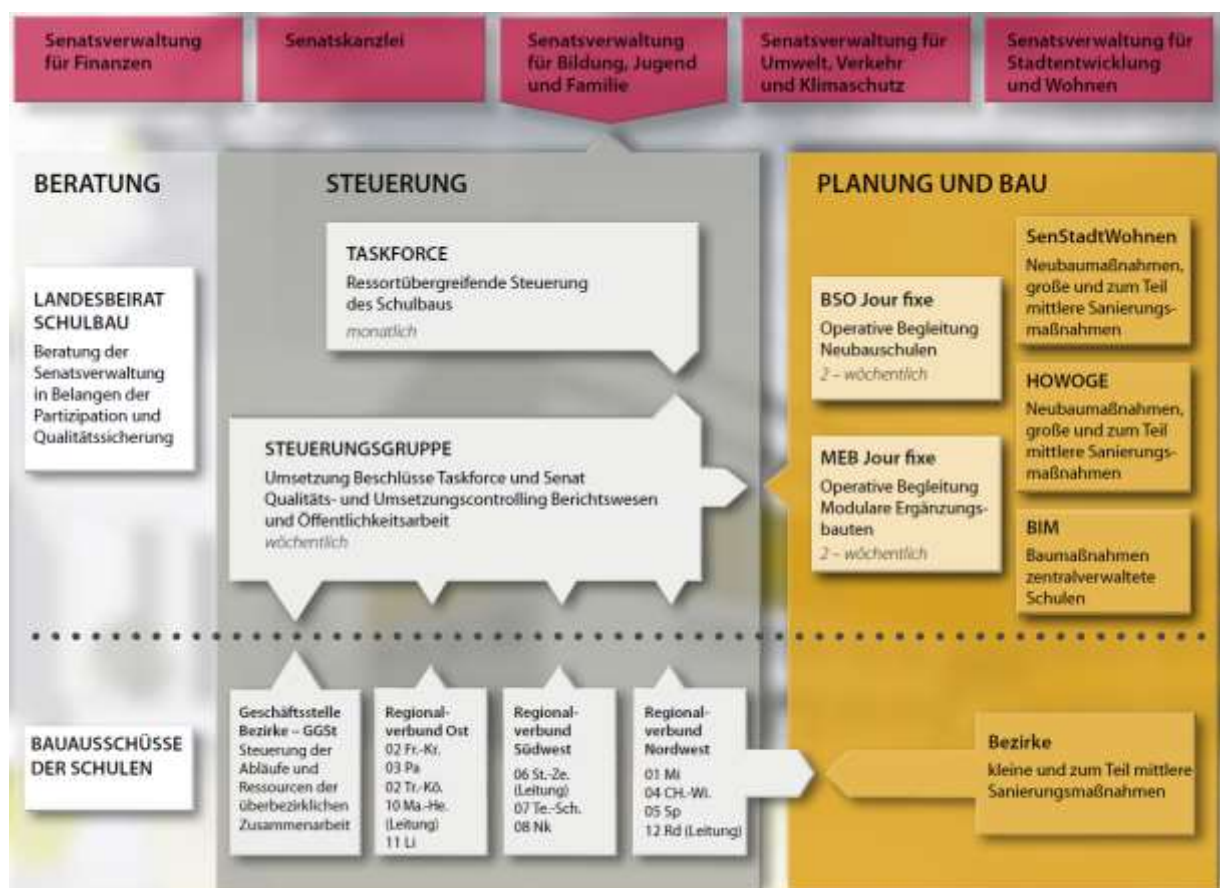 Senatsverwaltung
für Finanzen
Senatskanzlei
Senatsverwaltung
für Bildung, Jugend
und Familie
Senatsverwaltung für
Umwelt, Verkehr
und Klimaschutz
Senatsverwaltung für
Stadtentwicklung
und Wohnen
BERATUNG
LANDESBEIRAT
SCHULBAU
Beratung der
Senatsverwaltung
in Belangen der
Partizipation und
Qualitätssicherung
STEUERUNG
TASKFORCE
Ressortübergreifende Steuerung
des Schulbaus
monatlich
STEUERUNGSGRUPPE
Umsetzung Beschlüsse Taskforce und Senat
Qualitäts- und Umsetzungscontrolling Berichtswesen
und Öffentlichkeitsarbeit
wöchentlich
PLANUNG UND BAU
BSO Jour fixe
Operative Begleitung
Neubauschulen
2 – wöchentlich
MEB Jour fixe
Operative Begleitung
Modulare Ergänzungs-
bauten
2 – wöchentlich
SenStadtWohnen
Neubaumaßnahmen,
große und zum Teil
mittlere Sanierungs-
maßnahmen
HOWOGE
Neubaumaßnahmen,
große und zum Teil
mittlere Sanierungs-
maßnahmen
BIM
Baumaßnahmen
zentralverwaltete
Schulen
BAUAUSSCHÜSSE
DER SCHULEN
Geschäftsstelle
Bezirke – GGSt
Steuerung der
Abläufe und
Ressourcen der
überbezirklichen
Zusammenarbeit
Regional-
verbund Ost
02 Fr.-Kr.
03 Pa
02 Tr.-Kö.
10 Ma.-He.
(Leitung)
11 Li
Regional-
verbund
Südwest
06 St.-Ze.
(Leitung)
07 Te.-Sch.
08 Nk
Regional-
verbund
Nordwest
01 Mi
04 CH.-Wi.
05 Sp
12 Rd (Leitung)
Bezirke
kleine und zum Teil mittlere
Sanierungsmaßnahmen